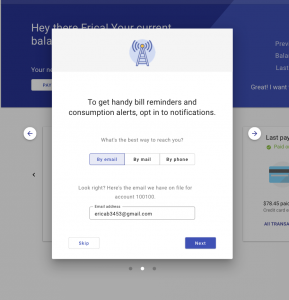 Hey there Erica! Your current
bala
Your ne
PAY
Prev
Bala
Last
Great! I want
To get handy bill reminders and
consumption alerts, opt in to notifications.
What's the best way to reach you?
By email By mail By phone
Look right? Here's the email we have on file for
account 100100.
Email address
ericab3453@gmail.com
Skip Next
Last pay
Paid o
$78.45 paid
ALL TRANSA